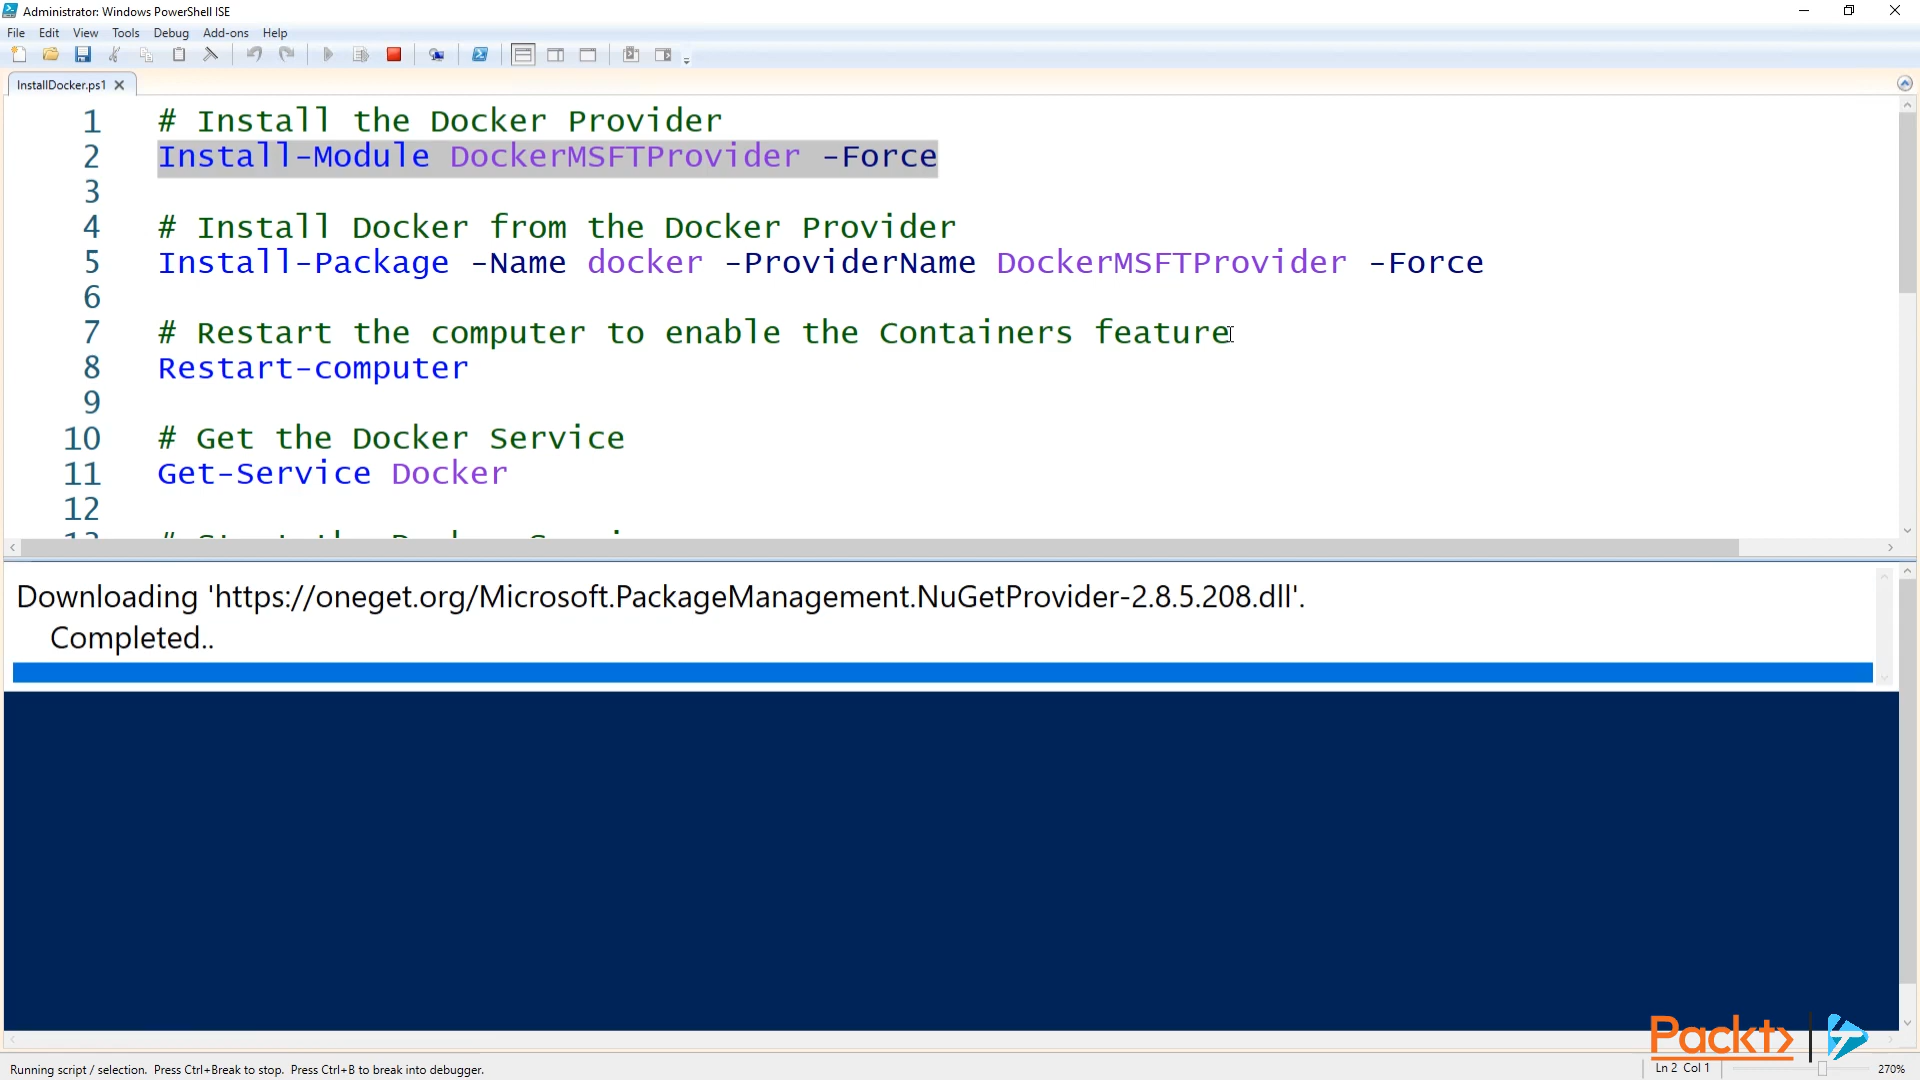 Administrator: Windows PowerShell ISE
File Edit View Tools Debug Add-ons Help
InstallDocker.ps1
1 # Install the Docker Provider
2 Install-Module DockerMSFTProvider -Force
3
4 # Install Docker from the Docker Provider
5 Install-Package -Name docker -ProviderName DockerMSFTProvider -Force
6
7 # Restart the computer to enable the Containers feature
8 Restart-computer
9
10 # Get the Docker Service
11 Get-Service Docker
12
Downloading 'https://oneget.org/Microsoft.PackageManagement.NuGetProvider-2.8.5.208.dll'.
Completed..
Packt>
Running script / selection. Press Ctrl+Break to stop. Press Ctrl+B to break into debugger.
Ln 2 Col 1
270%